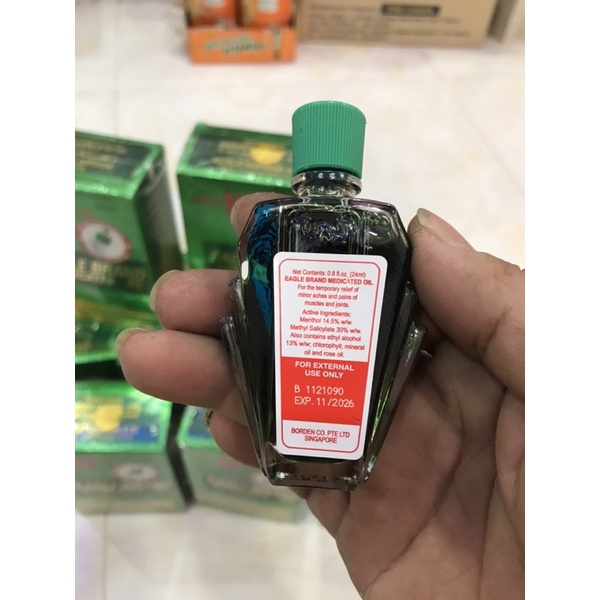 Net Contents: 0.8 fl.oz, (24ml)
EAGLE BRAND MEDICATED OIL
For the temporary relief of
minor aches and pains of
muscles and joints.
Active Ingredients:
Menthol 14.5% w/w.
Methyl Salicylate 30% w/w.
Also contains ethyl alcohol
13% w/w; chlorophyll; mineral
oil and rose oil.
FOR EXTERNAL
USE ONLY
B 1121090
EXP. 11/2026
BORDEN CO. PTE LTD
SINGAPORE